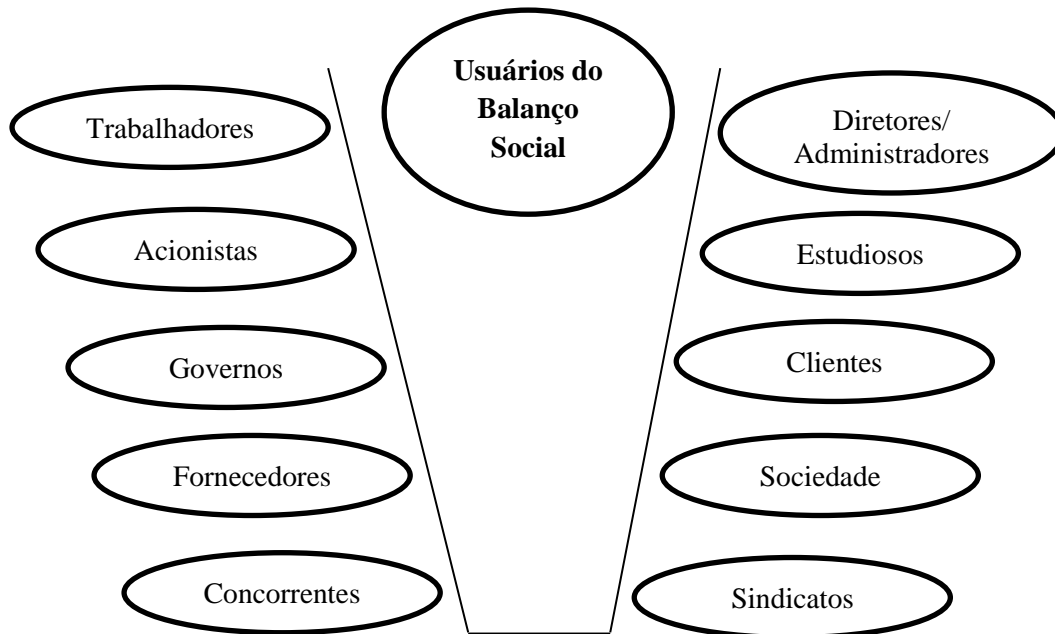 Usuários do
Balanço
Social
Trabalhadores
Diretores/
Administradores
Acionistas
Estudiosos
Governos
Clientes
Fornecedores
Sociedade
Concorrentes
Sindicatos